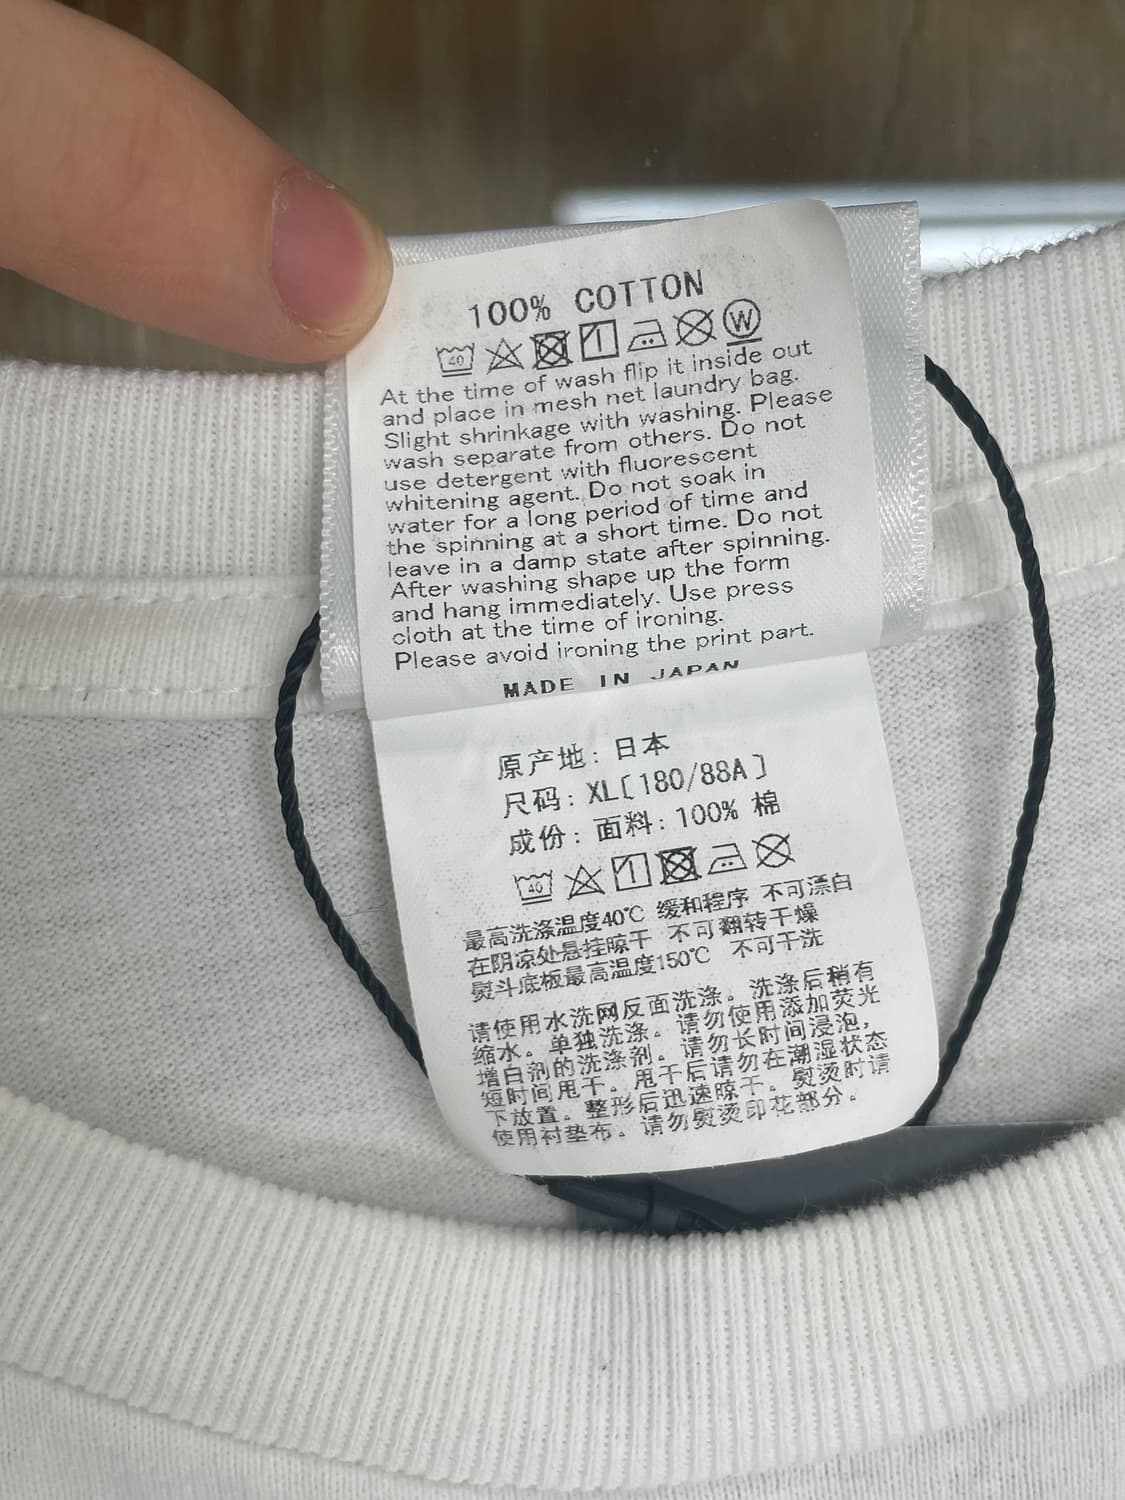 100% COTTON
40 W
At the time of wash flip it inside out
and place in mesh net laundry bag.
Slight shrinkage with washing. Please
wash separate from others. Do not
use detergent with fluorescent
whitening agent. Do not soak in
water for a long period of time and
the spinning at a short time. Do not
leave in a damp state after spinning.
After washing shape up the form
and hang immediately. Use press
cloth at the time of ironing.
Please avoid ironing the print part.
MADE IN JAPAN
原产地: 日本
尺码: XL[180/88A]
成份: 面料: 100% 棉
40
最高洗涤温度40℃ 缓和程序 不可漂白
在阴凉处悬挂晾干 不可翻转干燥
熨斗底板最高温度150℃ 不可干洗
请使用水洗网反面洗涤。洗涤后稍有
缩水。单独洗涤。请勿使用添加荧光
增白剂的洗涤剂。请勿长时间浸泡,
短时间甩干。甩干后请勿在潮湿状态
下放置。整形后迅速晾干。熨烫时请
使用衬垫布。请勿熨烫印花部分。